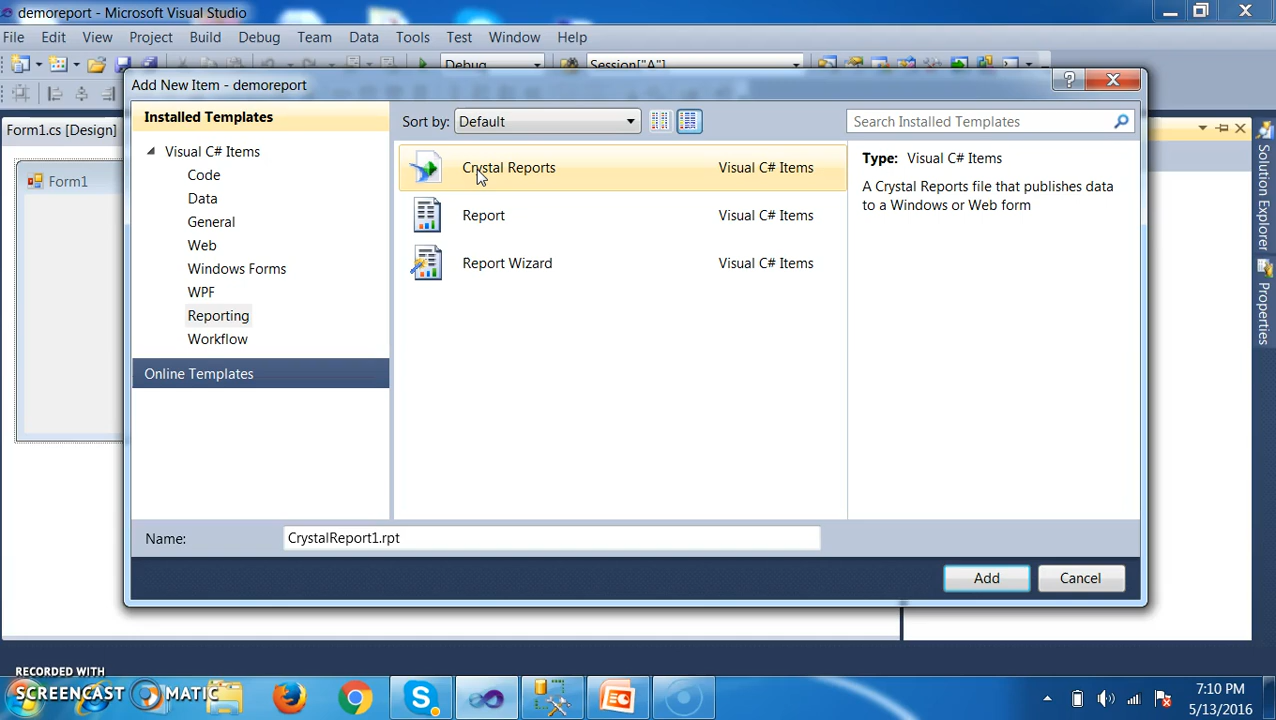 demoreport - Microsoft Visual Studio
File Edit View Project Build Debug Team Data Tools Test Window Help
Debug Session["A"]
Add New Item - demoreport
Installed Templates
Sort by: Default
Search Installed Templates
Form1.cs [Design]
Visual C# Items
Code
Data
General
Web
Windows Forms
WPF
Reporting
Workflow
Online Templates
Crystal Reports Visual C# Items
Report Visual C# Items
Report Wizard Visual C# Items
Type: Visual C# Items
A Crystal Reports file that publishes data
to a Windows or Web form
Form1
Solution Explorer
Properties
Name: CrystalReport1.rpt
Add Cancel
RECORDED WITH
SCREENCAST MATIC
7:10 PM
5/13/2016